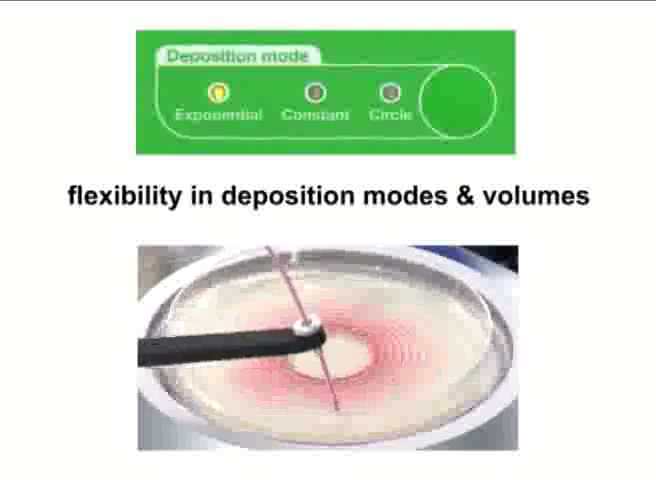 Deposition mode
Exponential Constant Circle
flexibility in deposition modes & volumes